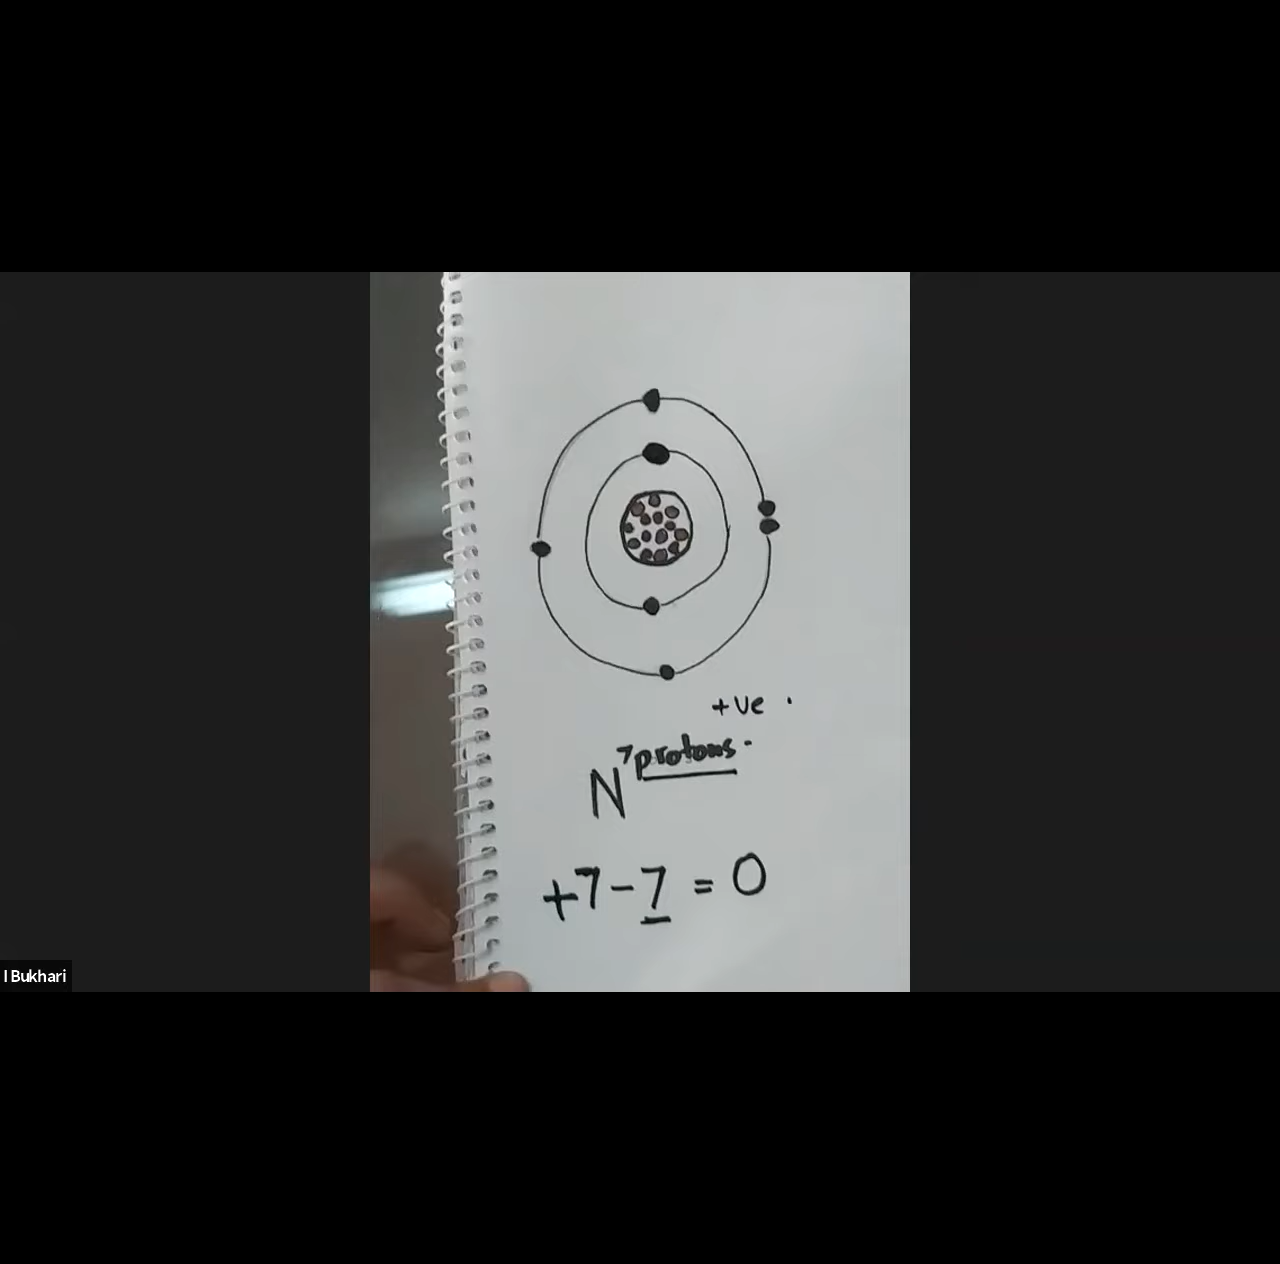 +ve .
N 7 protons.
+7-7 = 0
I Bukhari